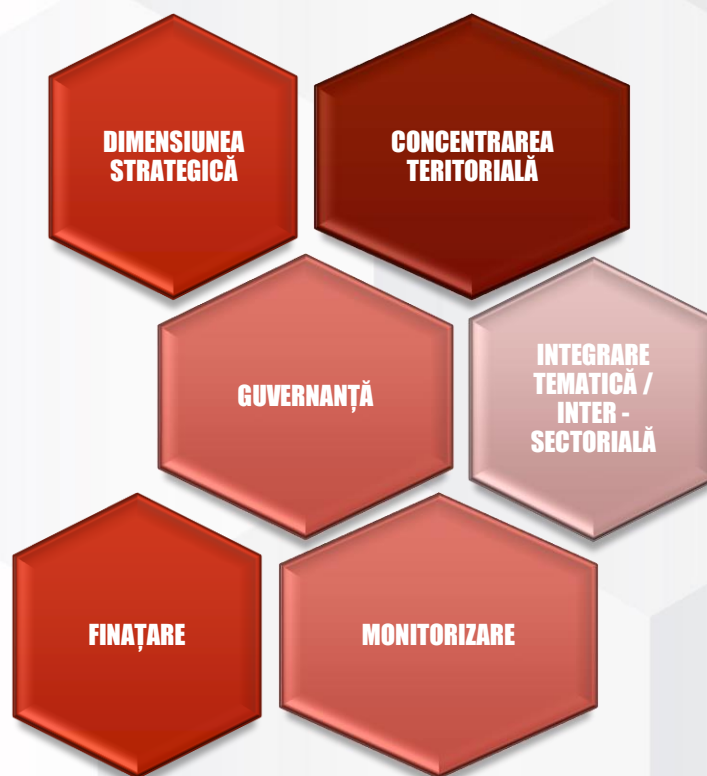 DIMENSIUNEA
STRATEGICĂ
CONCENTRAREA
TERITORIALĂ
GUVERNANȚĂ
INTEGRARE
TEMATICĂ /
INTER -
SECTORIALĂ
FINAȚARE
MONITORIZARE